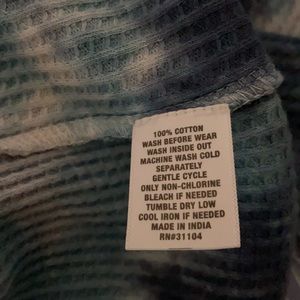 100% COTTON
WASH BEFORE WEAR
WASH INSIDE OUT
MACHINE WASH COLD
SEPARATELY
GENTLE CYCLE
ONLY NON-CHLORINE
BLEACH IF NEEDED
TUMBLE DRY LOW
COOL IRON IF NEEDED
MADE IN INDIA
RN#31104